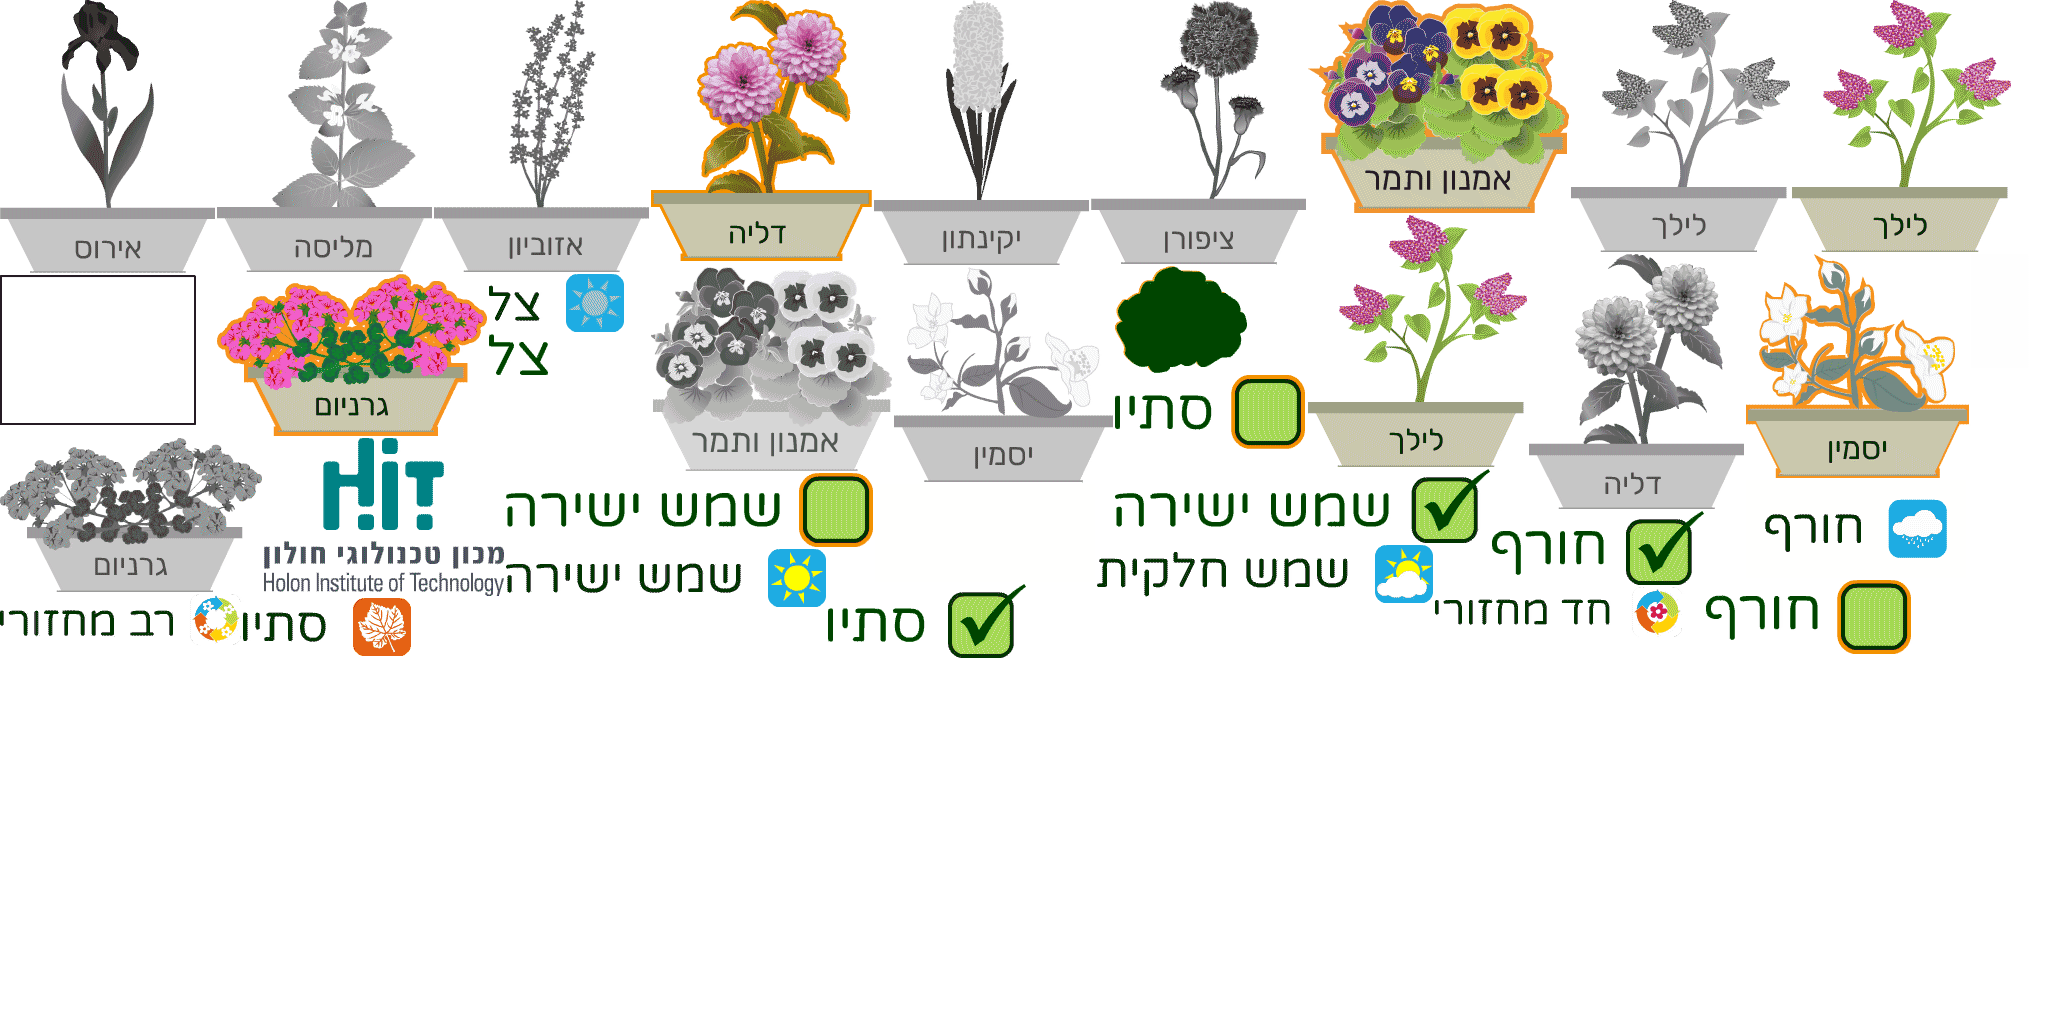 אירוס
מליסה
אזוביון
דליה
יקינתון
ציפורן
אמנון ותמר
לילך
לילך
גרניום
צל
צל
אמנון ותמר
יסמין
סתיו
לילך
דליה
יסמין
גרניום
HiT
מכון טכנולוגי חולון
Holon Institute of Technology
שמש ישירה
שמש ישירה
סתיו
שמש ישירה
שמש חלקית
חורף
חורף
רב מחזורי
סתיו
חד מחזורי
חורף